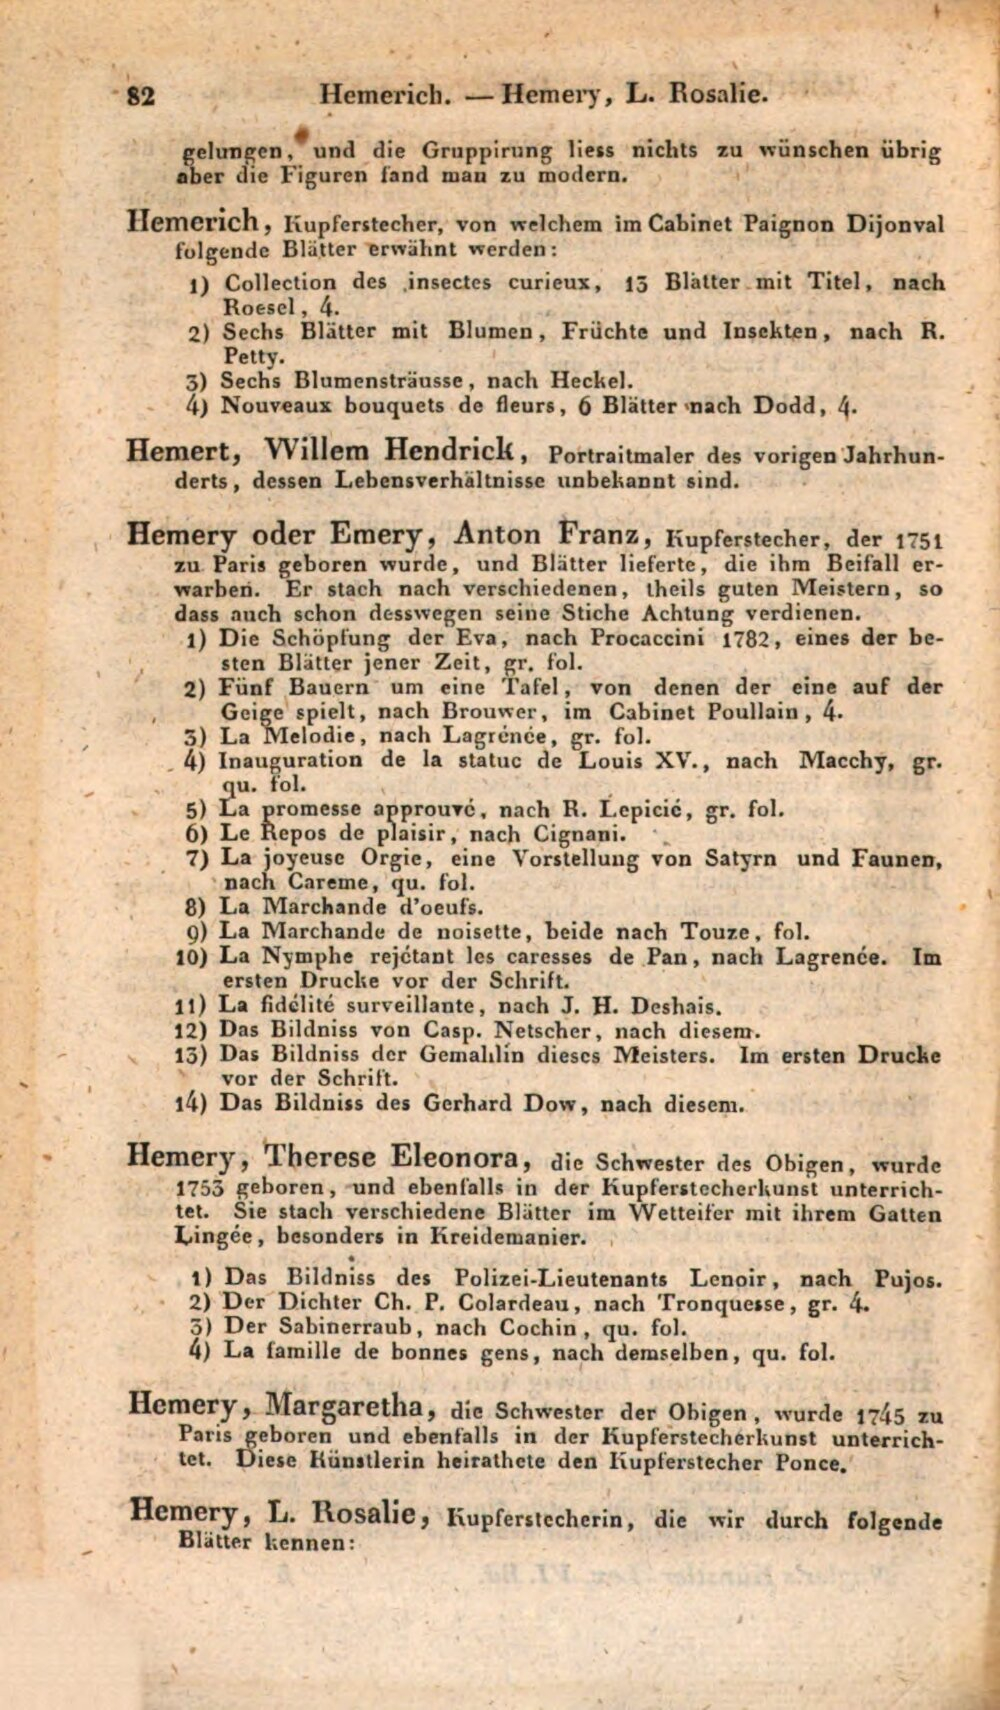 82 Hemerich. — Hemery, L. Rosalie.
gelungen, und die Gruppirung liess nichts zu wünschen übrig
aber die Figuren fand man zu modern.
Hemerich, Kupferstecher, von welchem im Cabinet Paignon Dijonval
folgende Blätter erwähnt werden:
1) Collection des insectes curieux, 13 Blätter mit Titel, nach
Roesel, 4.
2) Sechs Blätter mit Blumen, Früchte und Insekten, nach R.
Petty.
3) Sechs Blumensträusse, nach Heckel.
4) Nouveaux bouquets de fleurs, 6 Blätter nach Dodd, 4.
Hemert, Willem Hendrick, Portraitmaler des vorigen Jahrhun-
derts, dessen Lebensverhältnisse unbekannt sind.
Hemery oder Emery, Anton Franz, Kupferstecher, der 1751
zu Paris geboren wurde, und Blätter lieferte, die ihm Beifall er-
warben. Er stach nach verschiedenen, theils guten Meistern, so
dass auch schon desswegen seine Stiche Achtung verdienen.
1) Die Schöpfung der Eva, nach Procaccini 1782, eines der be-
sten Blätter jener Zeit, gr. fol.
2) Fünf Bauern um eine Tafel, von denen der eine auf der
Geige spielt, nach Brouwer, im Cabinet Poullain, 4.
3) La Melodie, nach Lagrénée, gr. fol.
4) Inauguration de la statue de Louis XV., nach Macchy, gr.
qu. fol.
5) La promesse approuvé, nach R. Lepicié, gr. fol.
6) Le Repos de plaisir, nach Cignani.
7) La joyeuse Orgie, eine Vorstellung von Satyrn und Faunen,
nach Careme, qu. fol.
8) La Marchande d'oeufs.
9) La Marchande de noisette, beide nach Touze, fol.
10) La Nymphe rejétant les caresses de Pan, nach Lagrenée. Im
ersten Drucke vor der Schrift.
11) La fidélité surveillante, nach J. H. Deshais.
12) Das Bildniss von Casp. Netscher, nach diesem.
13) Das Bildniss der Gemahlin dieses Meisters. Im ersten Drucke
vor der Schrift.
14) Das Bildniss des Gerhard Dow, nach diesem.
Hemery, Therese Eleonora, die Schwester des Obigen, wurde
1753 geboren, und ebenfalls in der Kupferstecherkunst unterrich-
tet. Sie stach verschiedene Blätter im Wetteifer mit ihrem Gatten
Lingée, besonders in Kreidemanier.
1) Das Bildniss des Polizei-Lieutenants Lenoir, nach Pujos.
2) Der Dichter Ch. P. Colardeau, nach Tronquesse, gr. 4.
3) Der Sabinerraub, nach Cochin, qu. fol.
4) La famille de bonnes gens, nach demselben, qu. fol.
Hemery, Margaretha, die Schwester der Obigen, wurde 1745 zu
Paris geboren und ebenfalls in der Kupferstecherkunst unterrich-
tet. Diese Künstlerin heirathete den Kupferstecher Ponce.
Hemery, L. Rosalie, Kupferstecherin, die wir durch folgende
Blätter kennen: